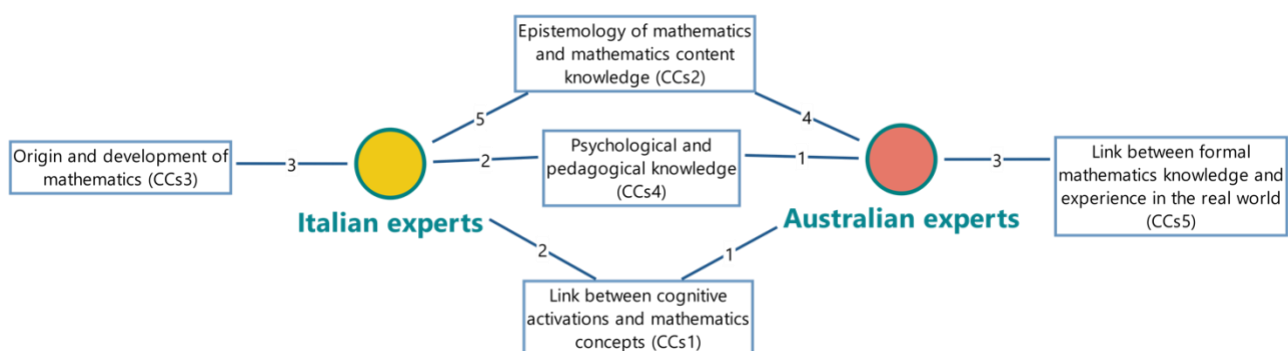 Epistemology of mathematics
and mathematics content
knowledge (CCs2)
5
4
Origin and development of
mathematics (CCs3)
3
2
Psychological and
pedagogical knowledge
(CCs4)
1
3
Link between formal
mathematics knowledge and
experience in the real world
(CCs5)
Italian experts
Australian experts
2
1
Link between cognitive
activations and mathematics
concepts (CCs1)